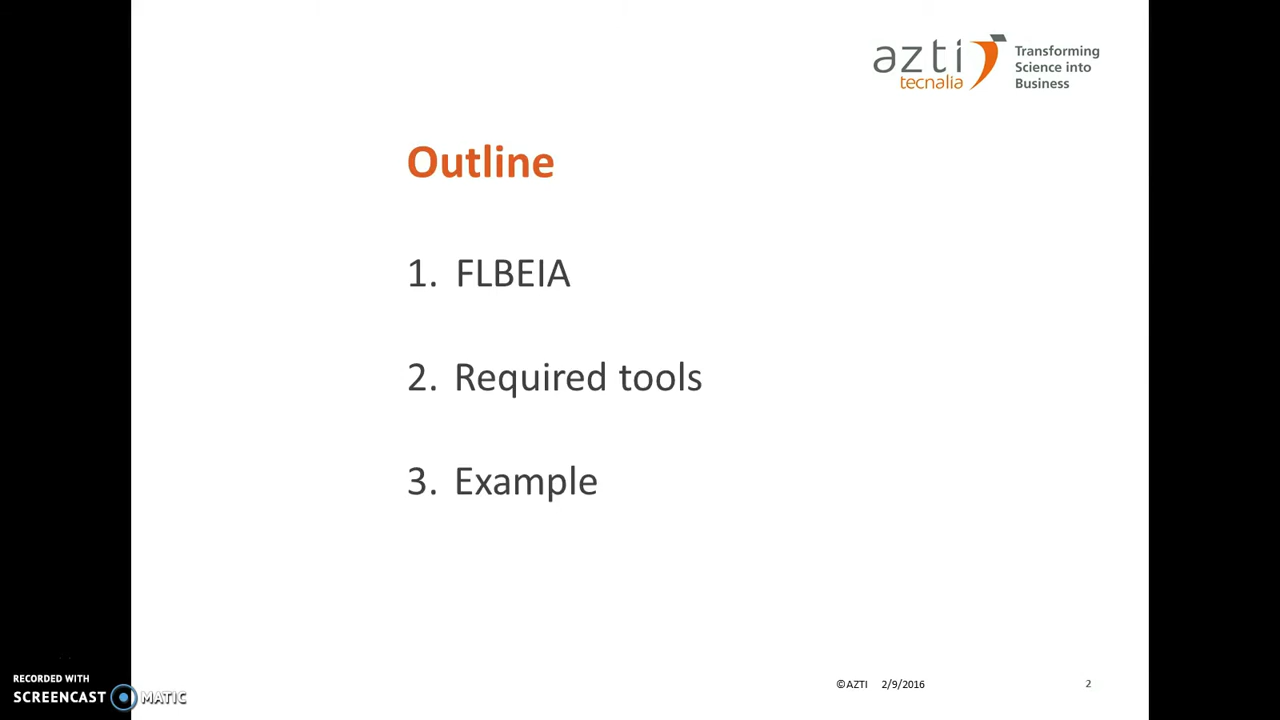 azti
tecnalia
Transforming
Science into
Business
Outline
1. FLBEIA
2. Required tools
3. Example
©AZTI 2/9/2016 2
RECORDED WITH
SCREENCAST MATIC